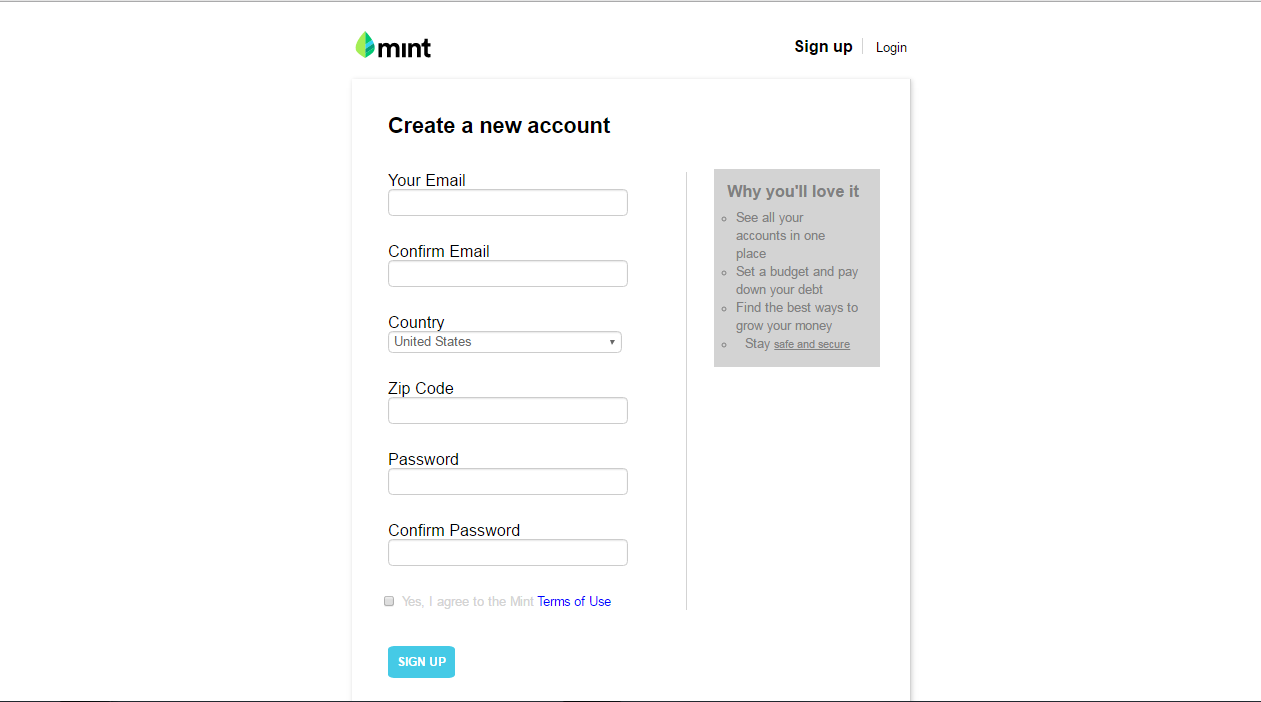 mint
Sign up
Login
Create a new account
Your Email
Confirm Email
Country
United States
Zip Code
Password
Confirm Password
Yes, I agree to the Mint Terms of Use
SIGN UP
Why you'll love it
See all your
accounts in one
place
Set a budget and pay
down your debt
Find the best ways to
grow your money
Stay safe and secure